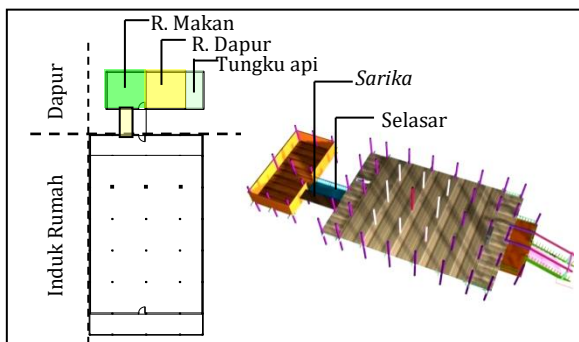 R. Makan
R. Dapur
Tungku api
Sarika
Selasar
Dapur
Induk Rumah